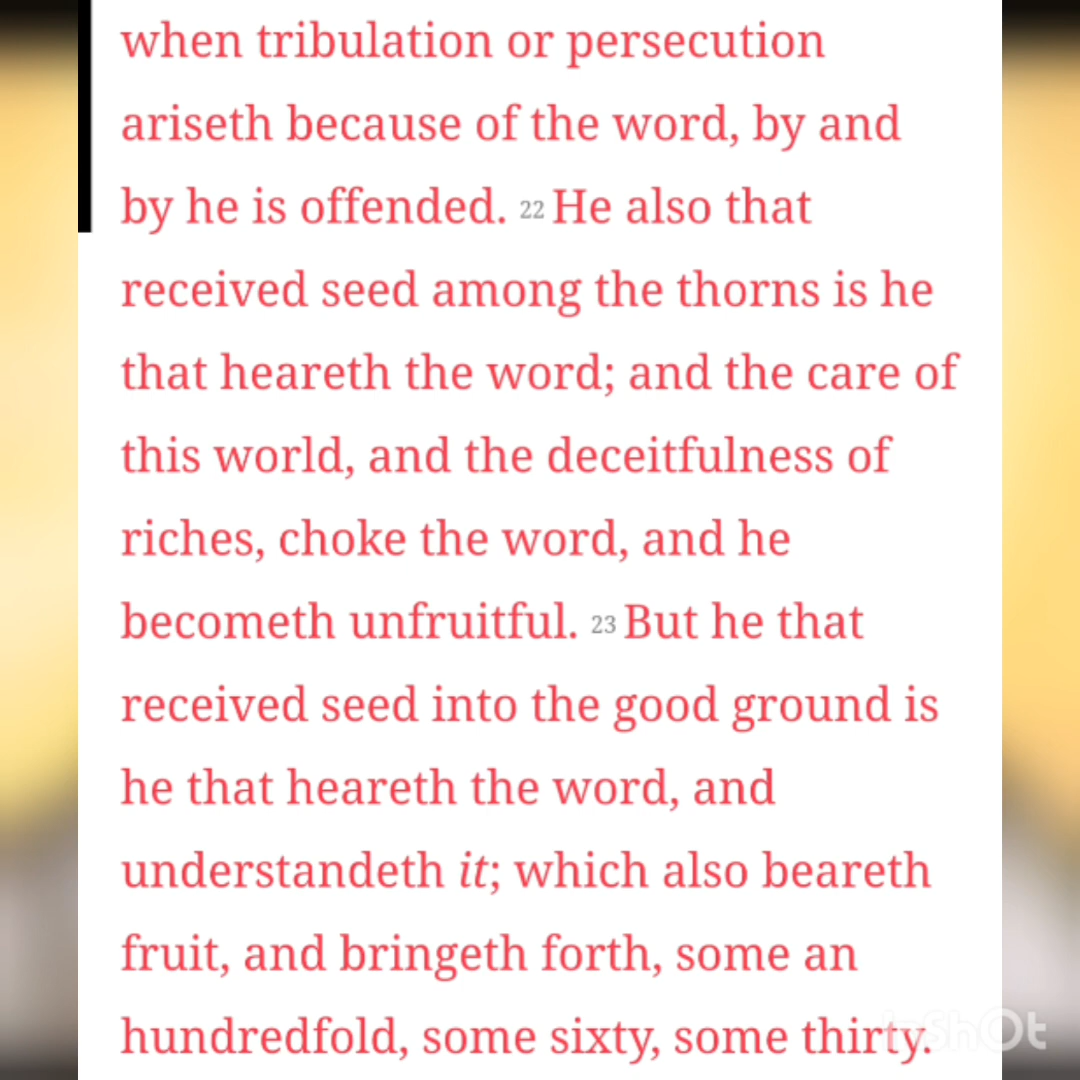 when tribulation or persecution
ariseth because of the word, by and
by he is offended. 22 He also that
received seed among the thorns is he
that heareth the word; and the care of
this world, and the deceitfulness of
riches, choke the word, and he
becometh unfruitful. 23 But he that
received seed into the good ground is
he that heareth the word, and
understandeth it; which also beareth
fruit, and bringeth forth, some an
hundredfold, some sixty, some thirty.
InShOt